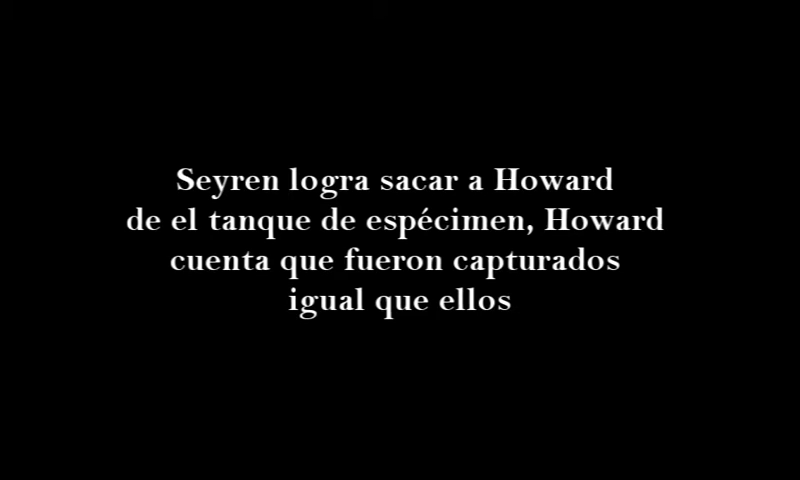 Seyren logra sacar a Howard
de el tanque de espécimen, Howard
cuenta que fueron capturados
igual que ellos